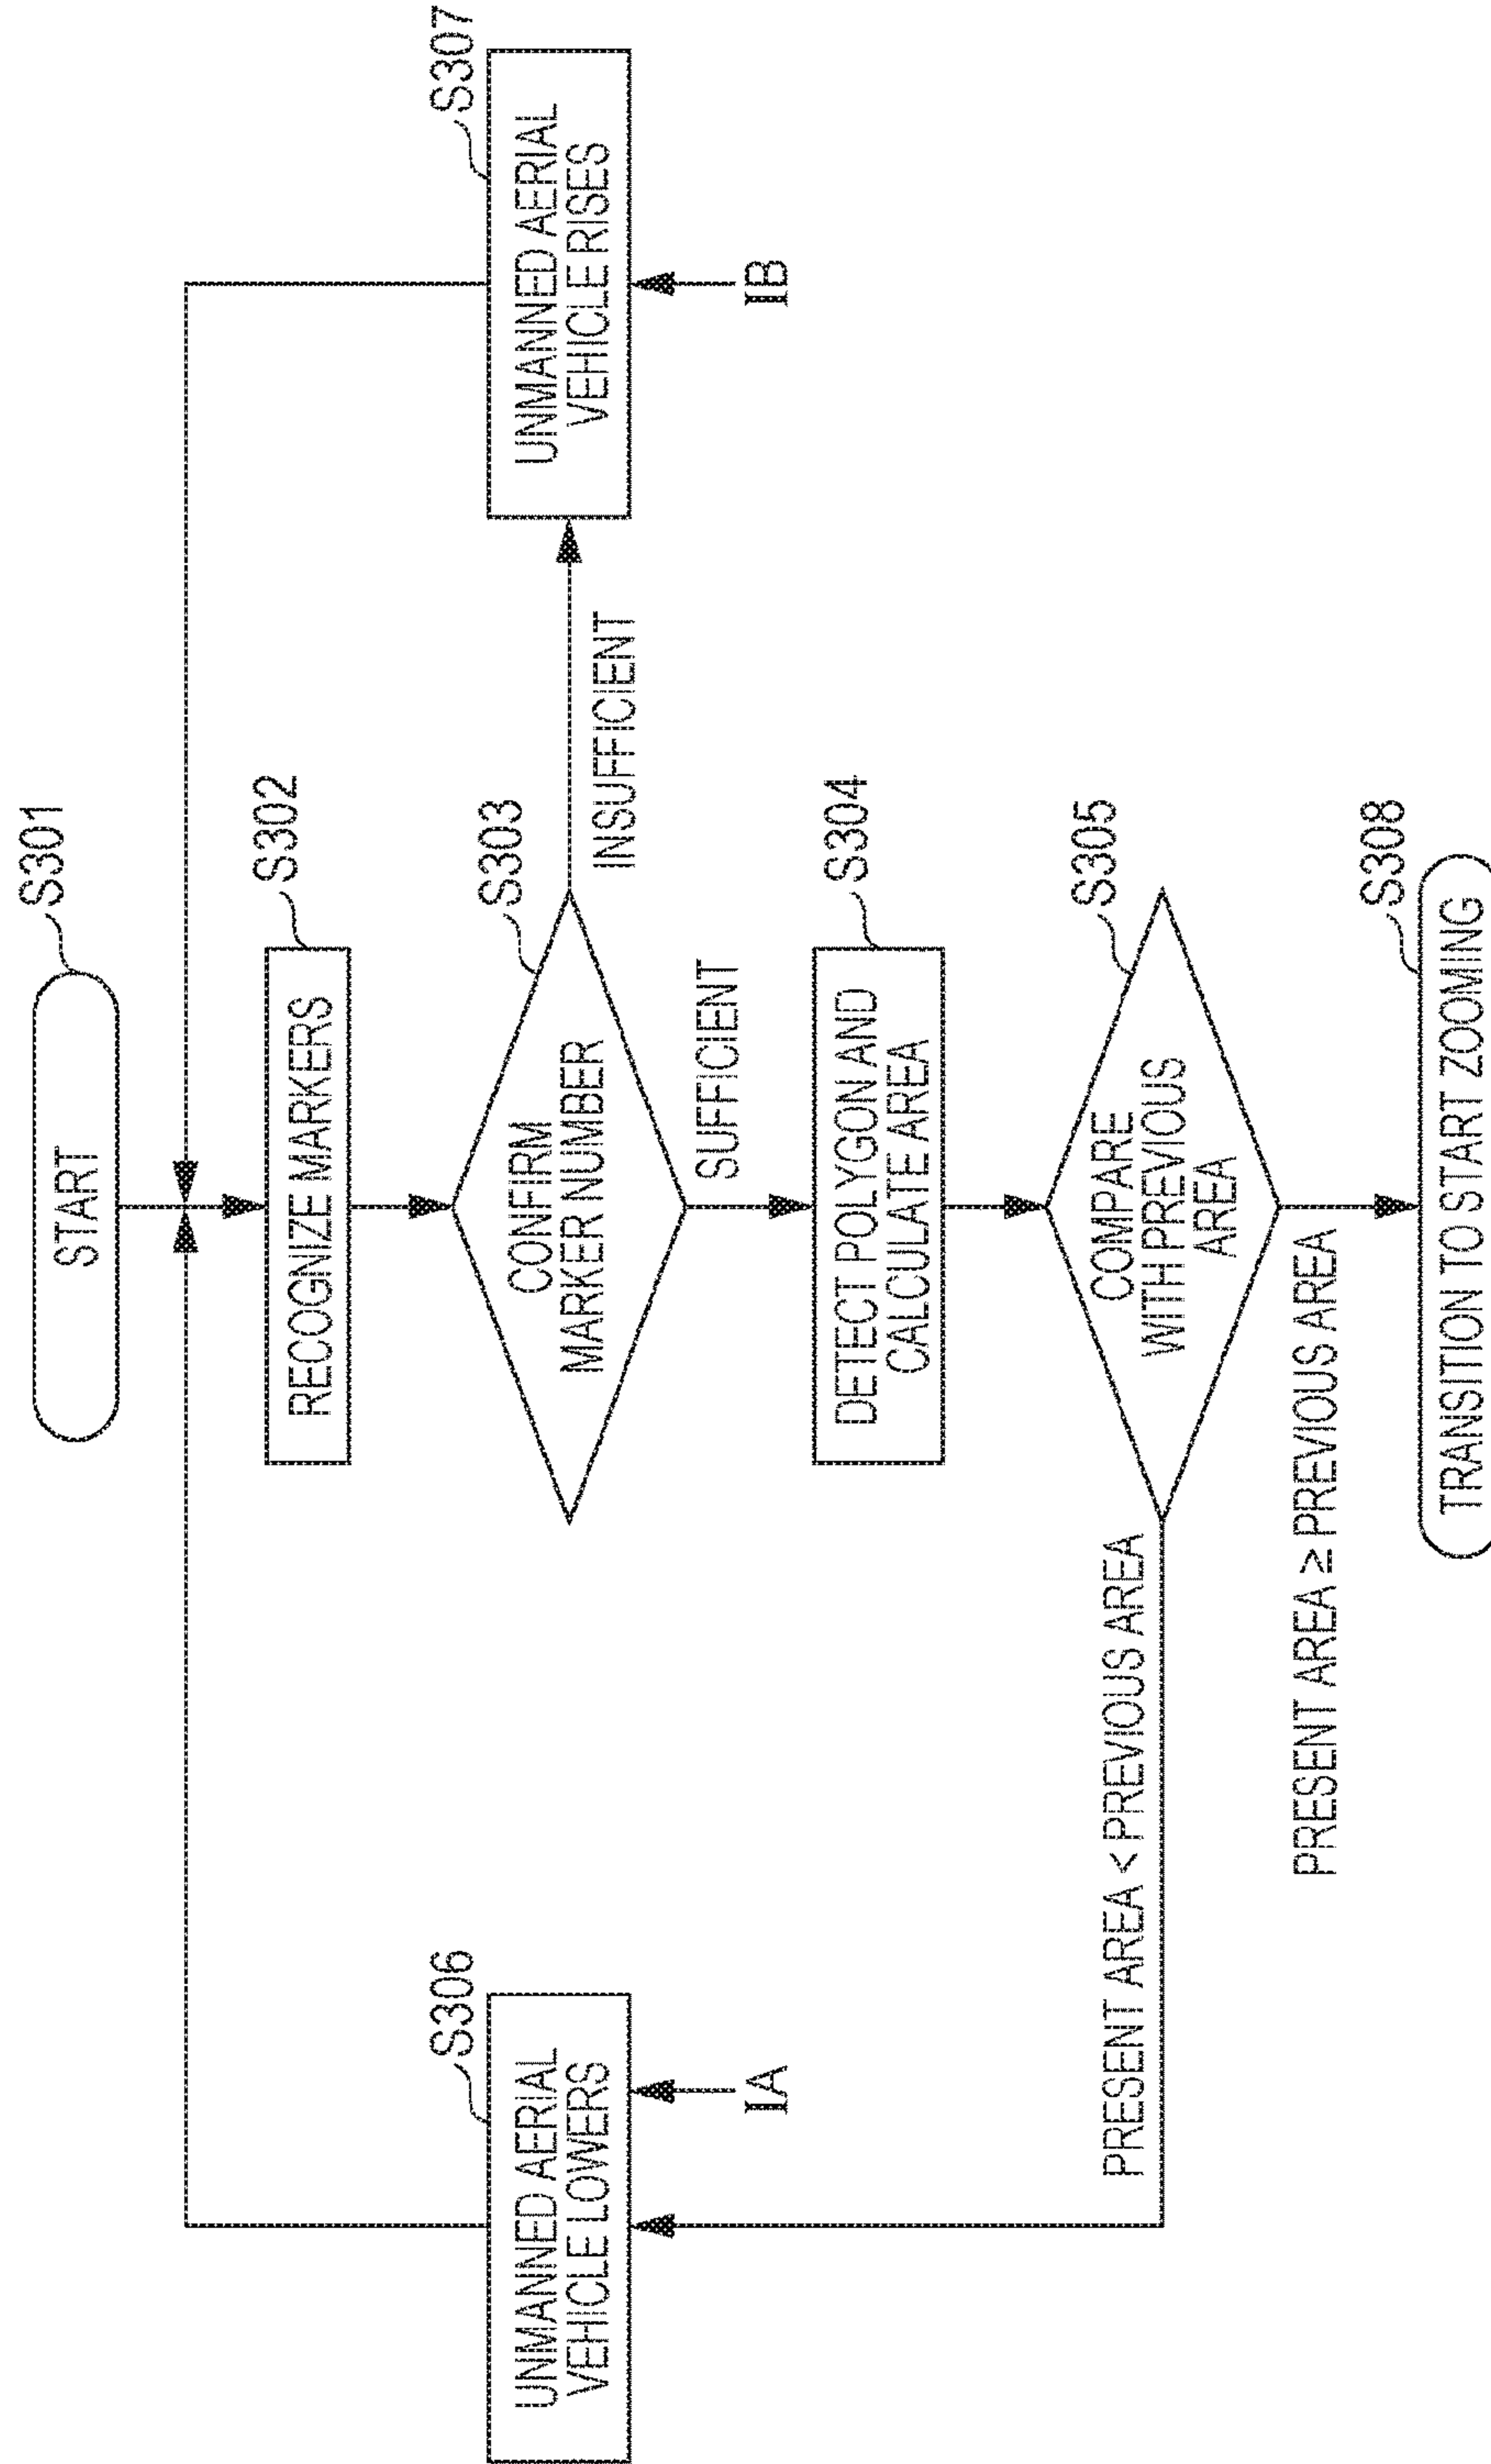 S301
START
S302
RECOGNIZE MARKERS
S303
CONFIRM
MARKER NUMBER
INSUFFICIENT
SUFFICIENT
S306
UNMANNED AERIAL
VEHICLE LOWERS
IA
S307
UNMANNED AERIAL
VEHICLE RISES
IB
S304
DETECT POLYGON AND
CALCULATE AREA
S305
COMPARE
WITH PREVIOUS
AREA
PRESENT AREA < PREVIOUS AREA
PRESENT AREA ≥ PREVIOUS AREA
S308
TRANSITION TO START ZOOMING